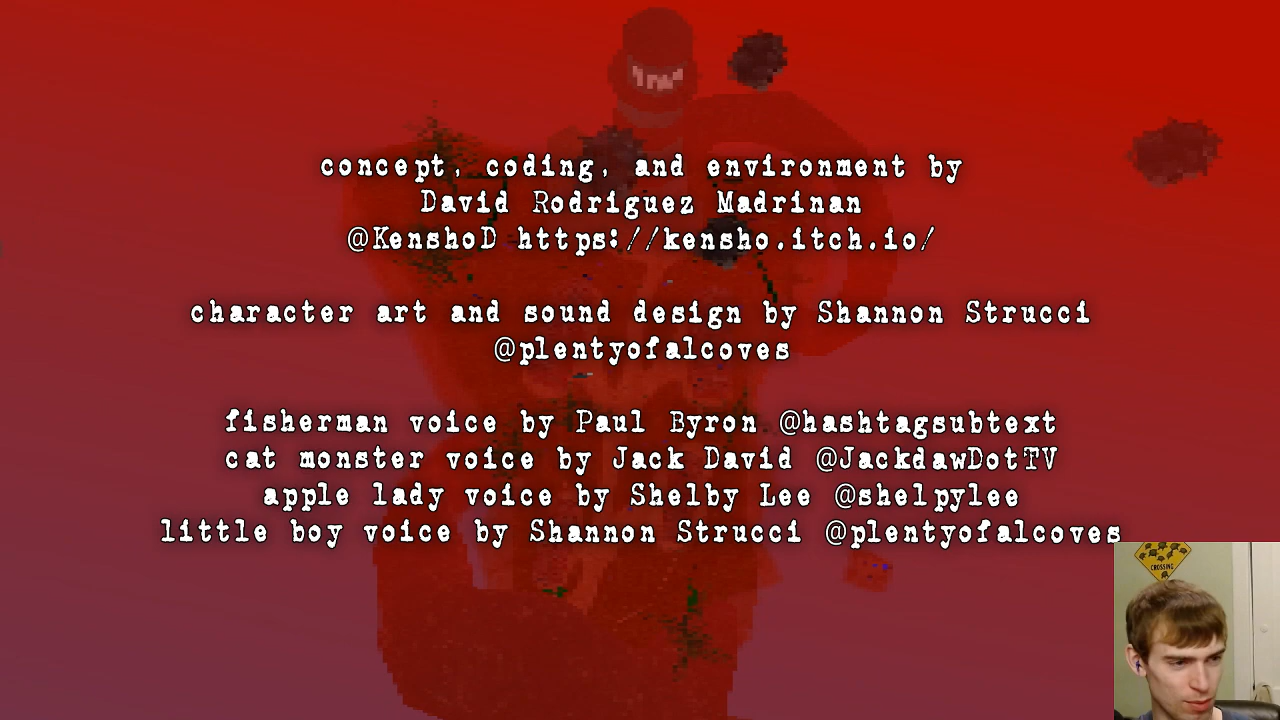 concept, coding, and environment by
David Rodriguez Madrinan
@KenshoD https://kensho.itch.io/
character art and sound design by Shannon Strucci
@plentyofalcoves
fisherman voice by Paul Byron @hashtagsubtext
cat monster voice by Jack David @JackdawDotTV
apple lady voice by Shelby Lee @shelpylee
little boy voice by Shannon Strucci @plentyofalcoves
CROSSING